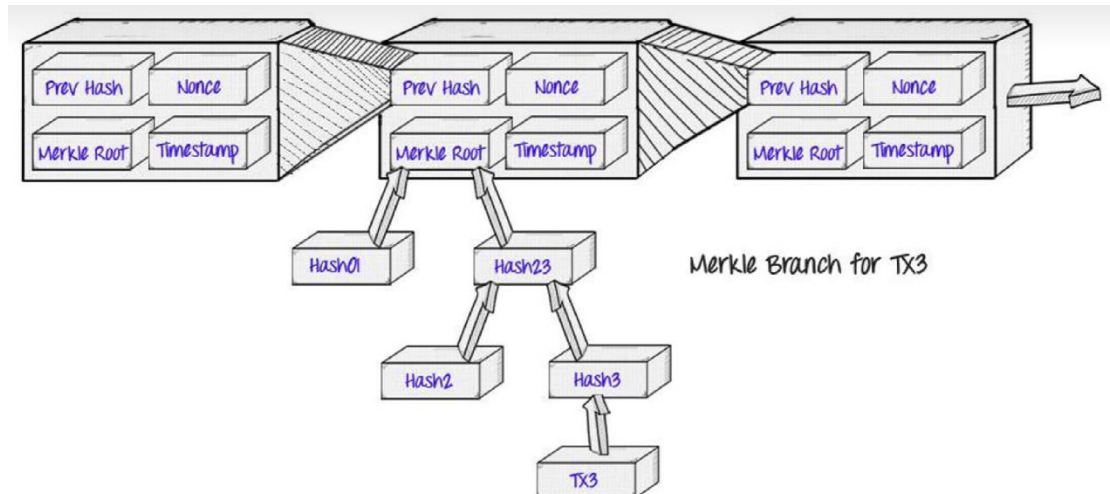 Prev Hash Nonce
Merkle Root Timestamp
Prev Hash Nonce
Merkle Root Timestamp
Prev Hash Nonce
Merkle Root Timestamp
Hash01
Hash23
Merkle Branch for TX3
Hash2
Hash3
TX3